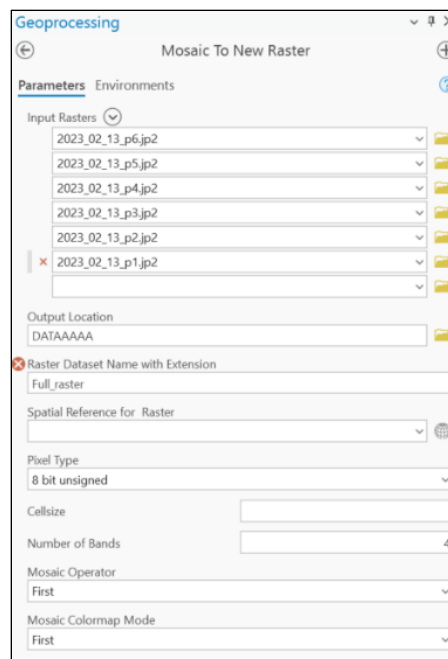 Geoprocessing
Mosaic To New Raster
Parameters Environments
Input Rasters
2023_02_13_p6.jp2
2023_02_13_p5.jp2
2023_02_13_p4.jp2
2023_02_13_p3.jp2
2023_02_13_p2.jp2
2023_02_13_p1.jp2
Output Location
DATAAAAA
Raster Dataset Name with Extension
Full_raster
Spatial Reference for Raster
Pixel Type
8 bit unsigned
Cellsize
Number of Bands
4
Mosaic Operator
First
Mosaic Colormap Mode
First